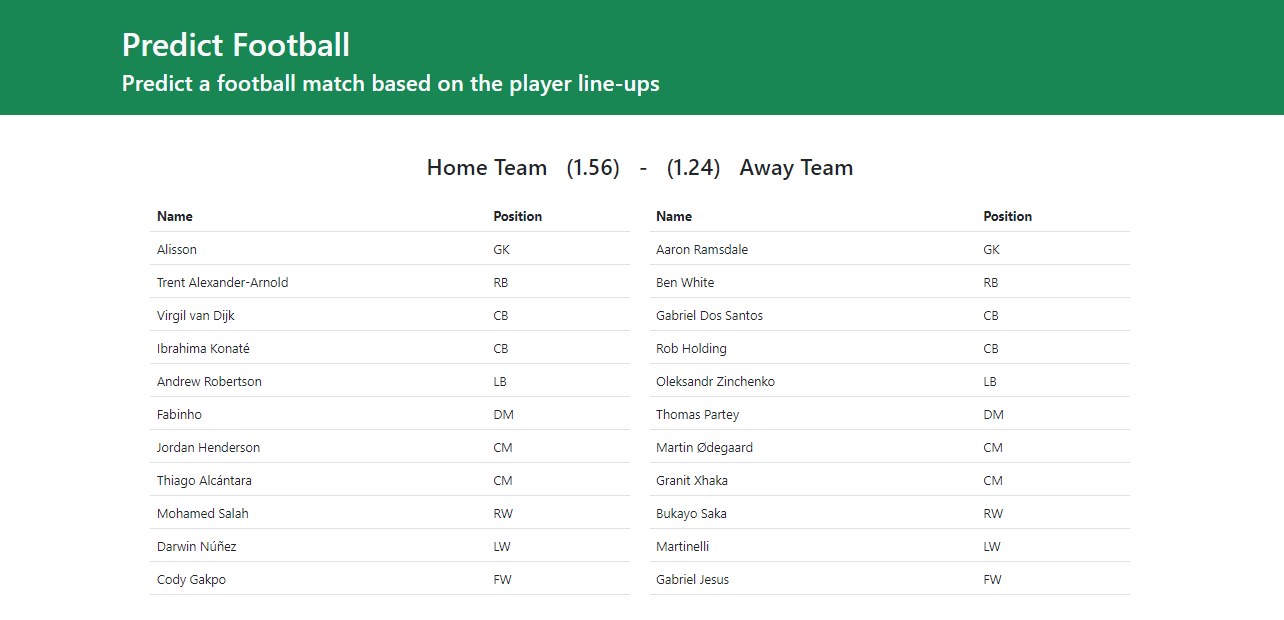 Predict Football
Predict a football match based on the player line-ups
Home Team (1.56) - (1.24) Away Team
Name Position Name Position
Alisson GK Aaron Ramsdale GK
Trent Alexander-Arnold RB Ben White RB
Virgil van Dijk CB Gabriel Dos Santos CB
Ibrahima Konaté CB Rob Holding CB
Andrew Robertson LB Oleksandr Zinchenko LB
Fabinho DM Thomas Partey DM
Jordan Henderson CM Martin Ødegaard CM
Thiago Alcántara CM Granit Xhaka CM
Mohamed Salah RW Bukayo Saka RW
Darwin Núñez LW Martinelli LW
Cody Gakpo FW Gabriel Jesus FW